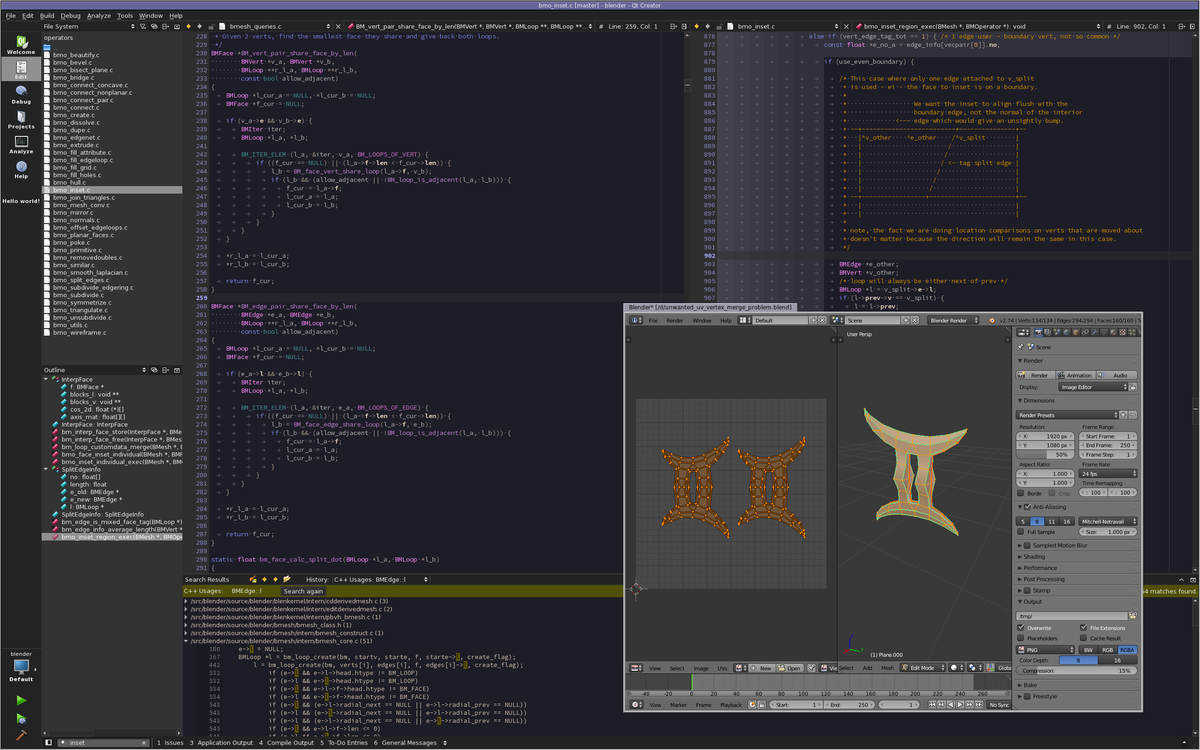 bmo_inset.c [master] - blender - Qt Creator
File Edit Build Debug Analyze Tools Window Help
File System
bmesh_queries.c
BM_vert_pair_share_face_by_len(BMVert *, BMVert *, BMLoop **, BMLoop **
Line: 259, Col: 1
bmo_inset.c
bmo_inset_region_exec(BMesh *, BMOperator *): void
Line: 902, Col: 1
Welcome
Edit
Debug
Projects
Analyze
Help
Hello world!
operators
bmo_beautify.c
bmo_bevel.c
bmo_bisect_plane.c
bmo_bridge.c
bmo_connect_concave.c
bmo_connect_nonplanar.c
bmo_connect_pair.c
bmo_connect.c
bmo_create.c
bmo_dissolve.c
bmo_dupe.c
bmo_edgenet.c
bmo_extrude.c
bmo_fill_attribute.c
bmo_fill_edgeloop.c
bmo_fill_grid.c
bmo_fill_holes.c
bmo_hull.c
bmo_inset.c
bmo_join_triangles.c
bmo_mesh_conv.c
bmo_mirror.c
bmo_normals.c
bmo_offset_edgeloops.c
bmo_planar_faces.c
bmo_poke.c
bmo_primitive.c
bmo_removedoubles.c
bmo_similar.c
bmo_smooth_laplacian.c
bmo_split_edges.c
bmo_subdivide_edgering.c
bmo_subdivide.c
bmo_symmetrize.c
bmo_triangulate.c
bmo_unsubdivide.c
bmo_utils.c
bmo_wireframe.c
Outline
InterpFace
f: BMFace *
blocks_l: void **
blocks_v: void **
cos_2d: float (*)[]
axis_mat: float[][]
InterpFace: InterpFace
bm_interp_face_store(InterpFace *, BMes
bm_interp_face_free(InterpFace *, BMes
bm_loop_customdata_merge(BMesh *,
bmo_face_inset_individual(BMesh *,
bmo_inset_individual_exec(BMesh *,
SplitEdgeInfo
no: float[]
length: float
e_old: BMEdge *
e_new: BMEdge *
l: BMLoop *
SplitEdgeInfo: SplitEdgeInfo
bm_edge_is_mixed_face_tag(BMLoop *)
bm_edge_info_average_length(BMVert *
bmo_inset_region_exec(BMesh *, BMOpe
228 * Given 2 verts, find the smallest face they share and give back both loops.
229 */
230 BMFace *BM_vert_pair_share_face_by_len(
231 BMVert *v_a, BMVert *v_b,
232 BMLoop **r_l_a, BMLoop **r_l_b,
233 const bool allow_adjacent)
234 {
235 BMLoop *l_cur_a = NULL, *l_cur_b = NULL;
236 BMFace *f_cur = NULL;
237
238 if (v_a->e && v_b->e) {
239 BMIter iter;
240 BMLoop *l_a, *l_b;
241
242 BM_ITER_ELEM (l_a, &iter, v_a, BM_LOOPS_OF_VERT) {
243 if ((f_cur == NULL) || (l_a->f->len < f_cur->len)) {
244 l_b = BM_face_vert_share_loop(l_a->f, v_b);
245 if (l_b && (allow_adjacent || !BM_loop_is_adjacent(l_a, l_b))) {
246 f_cur = l_a->f;
247 l_cur_a = l_a;
248 l_cur_b = l_b;
249 }
250 }
251 }
252 }
253
254 *r_l_a = l_cur_a;
255 *r_l_b = l_cur_b;
256
257 return f_cur;
258 }
259
260 BMFace *BM_edge_pair_share_face_by_len(
261 BMEdge *e_a, BMEdge *e_b,
262 BMLoop **r_l_a, BMLoop **r_l_b,
263 const bool allow_adjacent)
264 {
265 BMLoop *l_cur_a = NULL, *l_cur_b = NULL;
266 BMFace *f_cur = NULL;
267
268 if (e_a->l && e_b->l) {
269 BMIter iter;
270 BMLoop *l_a, *l_b;
271
272 BM_ITER_ELEM (l_a, &iter, e_a, BM_LOOPS_OF_EDGE) {
273 if ((f_cur == NULL) || (l_a->f->len < f_cur->len)) {
274 l_b = BM_face_edge_share_loop(l_a->f, e_b);
275 if (l_b && (allow_adjacent || !BM_loop_is_adjacent(l_a, l_b))) {
276 f_cur = l_a->f;
277 l_cur_a = l_a;
278 l_cur_b = l_b;
279 }
280 }
281 }
282 }
283
284 *r_l_a = l_cur_a;
285 *r_l_b = l_cur_b;
286
287 return f_cur;
288 }
289
290 static float bm_face_calc_split_dot(BMLoop *l_a, BMLoop *l_b)
291 {
876 else if (vert_edge_tag_tot == 1) { /* 1 edge user - boundary vert, not so common */
877 const float *e_no_a = edge_info[vecpair[0]].no;
878
879 if (use_even_boundary) {
880
881 /* This case where only one edge attached to v_split
882 * is used - ei - the face to inset is on a boundary.
883 *
884 * We want the inset to align flush with the
885 * boundary edge, not the normal of the interior
886 * <--- edge which would give an unsightly bump.
887
888 * |^v_other ^e_other /^v_split |
889
890
891 * | / <- tag split edge |
892
893
894
895
896
897
898
899 * note, the fact we are doing location comparisons on verts that are moved about
900 * doesn't matter because the direction will remain the same in this case.
901 */
902
903 BMEdge *e_other;
904 BMVert *v_other;
905 /* loop will always be either next of prev */
906 BMLoop *l = v_split->e->l;
907 if (l->prev->v == v_split) {
l = l->prev;
Blender* [/d/unwanted_uv_vertex_merge_problem.blend]
File Render Window Help Default Scene Blender Render
v2.74 | Verts:134/134 | Edges:294/294 | Faces:160/160
User Persp
(1) Plane.000
View Select Image UVs New Open View Select Add Mesh Edit Mode
-40 -20 0 20 40 60 80 100 120 140 160 180 200 220 240 260
View Marker Frame Playback Start: 1 End: 250 1 No Sync
Scene
Render
Render Animation Audio
Display: Image Editor
Dimensions
Render Presets
Resolution: Frame Range:
X: 1920 px Start Frame: 1
Y: 1080 px End Frame: 250
50% Frame Step: 1
Aspect Ratio: Frame Rate:
X: 1.000 24 fps
Y: 1.000 Time Remapping:
Borde Crop : 100 : 100
Anti-Aliasing
5 8 11 16 Mitchell-Netravali
Full Sample Size: 1.000 px
Sampled Motion Blur
Shading
Performance
Post Processing
Stamp
Output
/tmp/
Overwrite File Extensions
Placeholders Cache Result
PNG BW RGB RGBA
Color Depth: 8 16
Compression: 15%
Bake
Freestyle
Search Results History: C++ Usages: BMEdge::l
C++ Usages: BMEdge::l Search again
4 matches found.
/src/blender/source/blender/blenkernel/intern/cdderivedmesh.c (3)
/src/blender/source/blender/blenkernel/intern/editderivedmesh.c (2)
/src/blender/source/blender/blenkernel/intern/pbvh_bmesh.c (1)
/src/blender/source/blender/bmesh/bmesh_class.h (1)
/src/blender/source/blender/bmesh/intern/bmesh_construct.c (1)
/src/blender/source/blender/bmesh/intern/bmesh_core.c (51)
180 e->l = NULL;
267 BMLoop *l = bm_loop_create(bm, startv, starte, f, starte->l, create_flag);
442 l = bm_loop_create(bm, verts[i], edges[i], f, edges[i]->l, create_flag);
532 if (e->l && e->l->head.htype != BM_LOOP)
532 if (e->l && e->l->head.htype != BM_LOOP)
534 if (e->l && e->l->f->head.htype != BM_FACE)
534 if (e->l && e->l->f->head.htype != BM_FACE)
543 if (e->l && (e->l->radial_next == NULL || e->l->radial_prev == NULL))
543 if (e->l && (e->l->radial_next == NULL || e->l->radial_prev == NULL))
543 if (e->l && (e->l->radial_next == NULL || e->l->radial_prev == NULL))
545 if (e->l && e->l->f->len <= 0)
blender
Default
inset
1 Issues 3 Application Output 4 Compile Output 5 To-Do Entries 6 General Messages